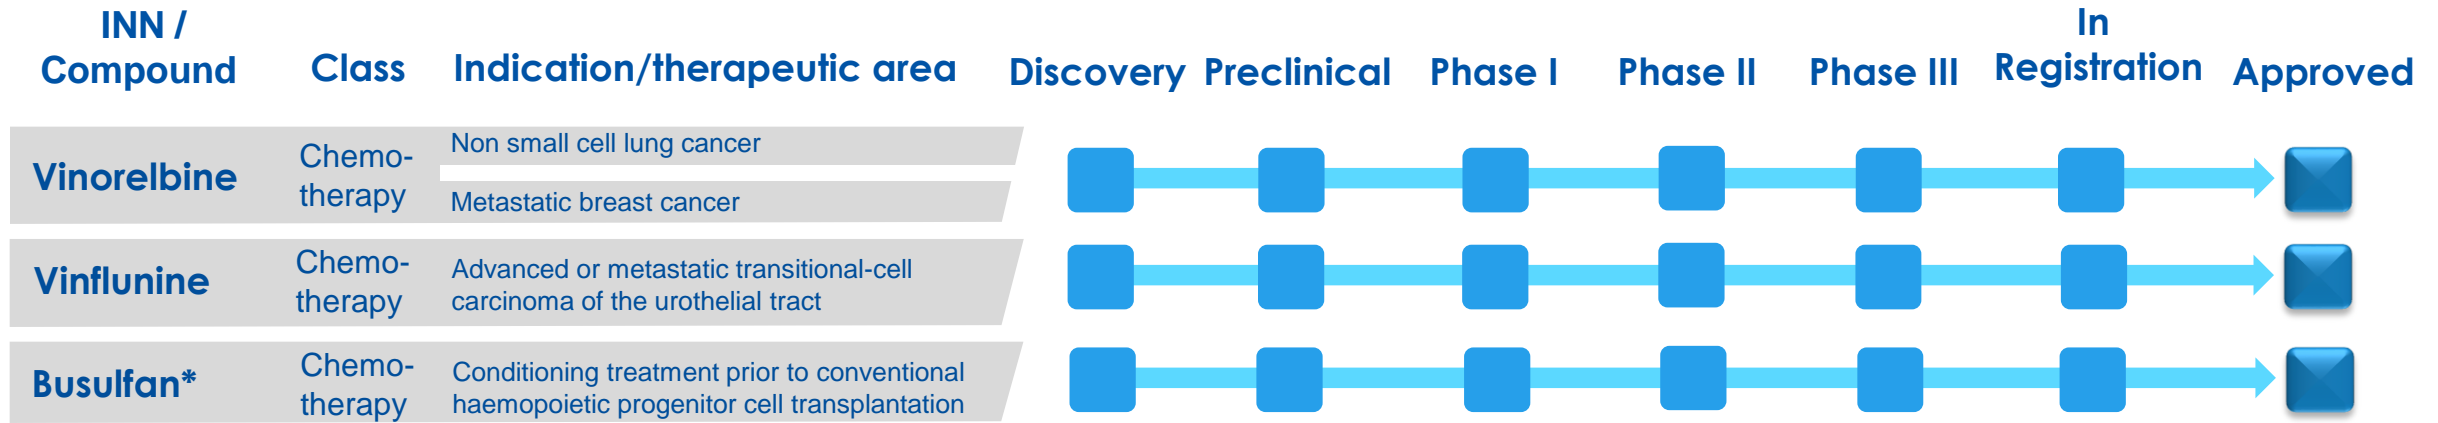 INN /
Compound
Class
Indication/therapeutic area
Discovery
Preclinical
Phase I
Phase II
Phase III
In
Registration
Approved
Vinorelbine
Chemo-
therapy
Non small cell lung cancer
Metastatic breast cancer
Vinflunine
Chemo-
therapy
Advanced or metastatic transitional-cell
carcinoma of the urothelial tract
Busulfan*
Chemo-
therapy
Conditioning treatment prior to conventional
haemopoietic progenitor cell transplantation